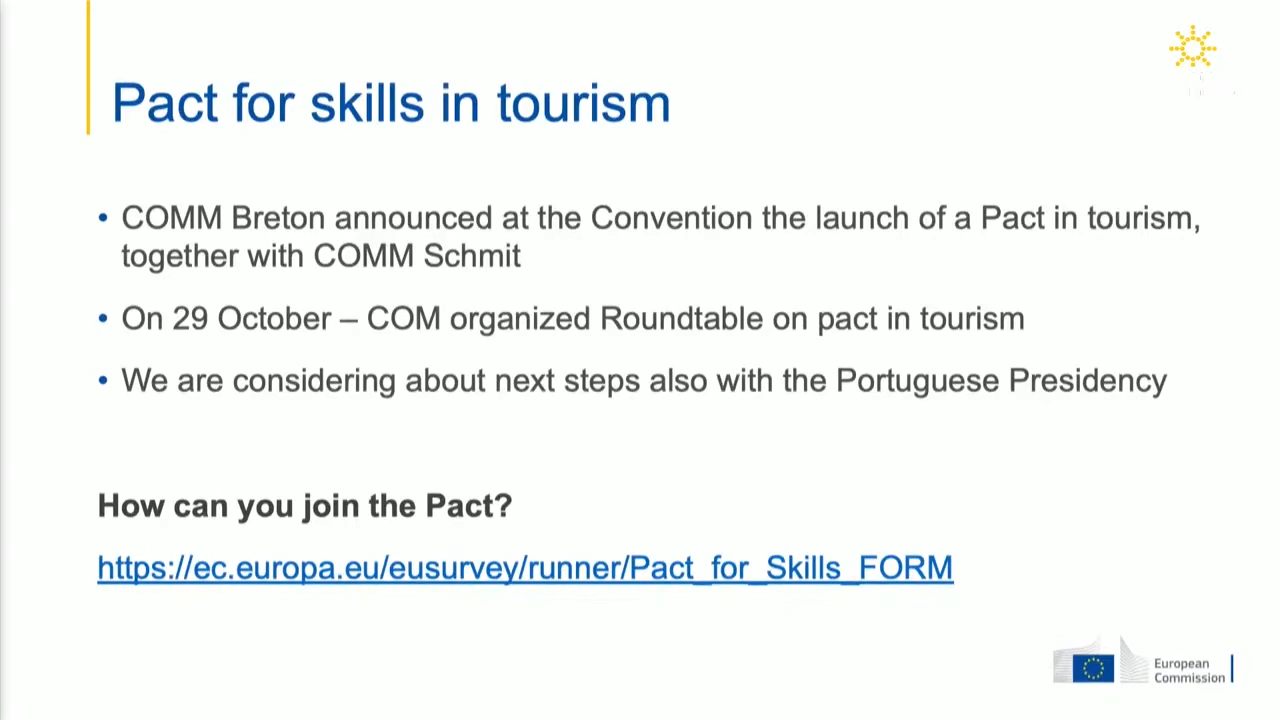 Pact for skills in tourism
• COMM Breton announced at the Convention the launch of a Pact in tourism,
together with COMM Schmit
• On 29 October – COM organized Roundtable on pact in tourism
• We are considering about next steps also with the Portuguese Presidency
How can you join the Pact?
https://ec.europa.eu/eusurvey/runner/Pact_for_Skills_FORM
European
Commission